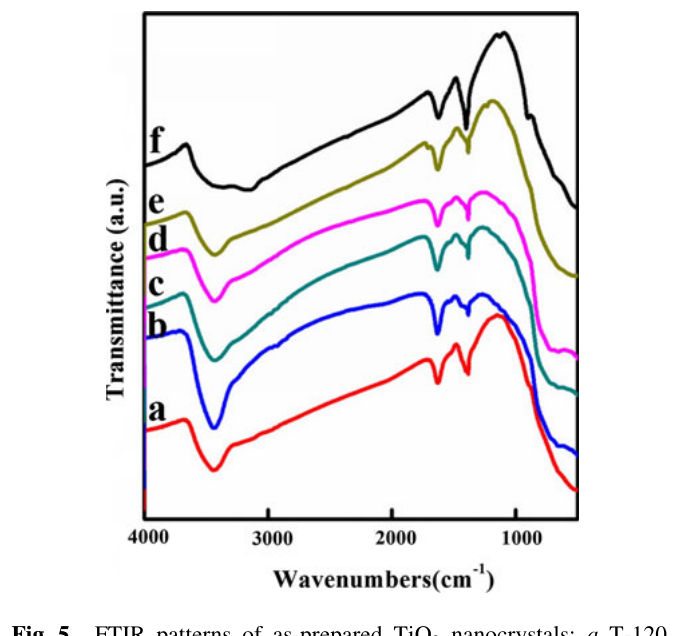 f
e
d
c
b
a
Transmittance (a.u.)
4000 3000 2000 1000
Wavenumbers(cm⁻¹)
Fig. 5 FTIR patterns of as-prepared TiO₂ nanocrystals: a T-120